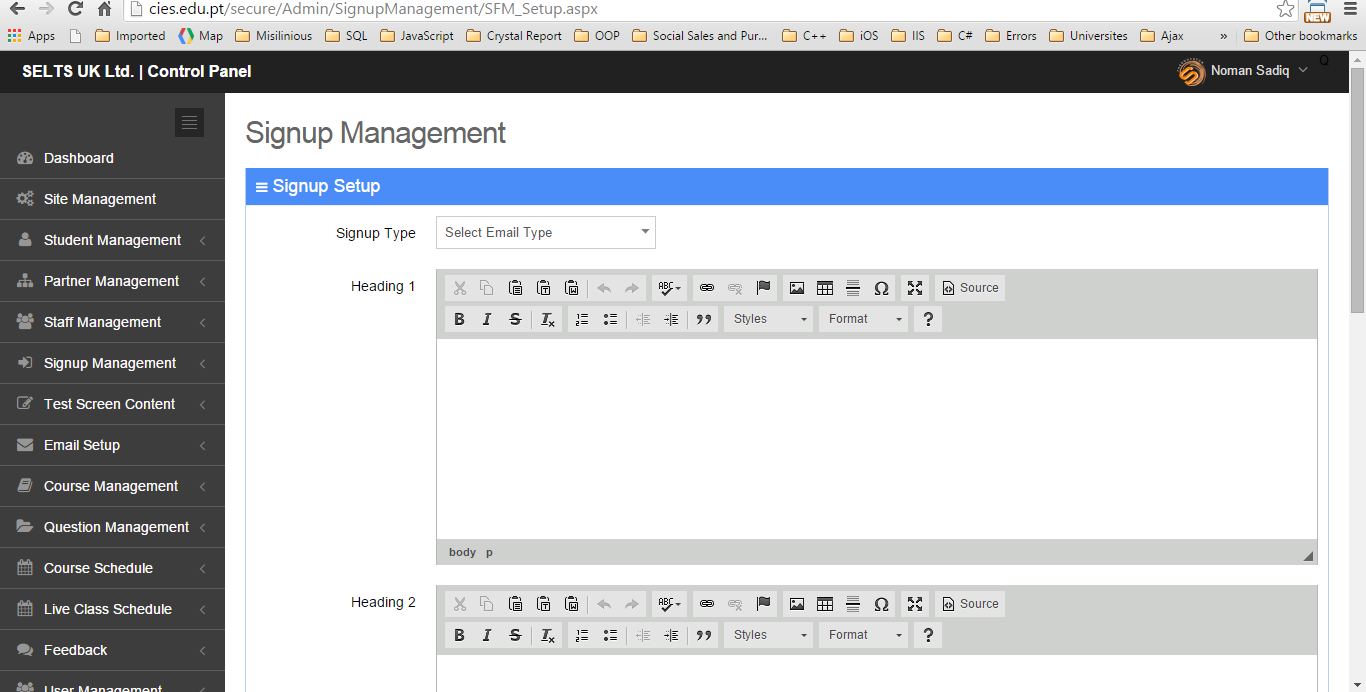 cies.edu.pt/secure/Admin/SignupManagement/SFM_Setup.aspx
NEW
Apps Imported Map Misilinious SQL JavaScript Crystal Report OOP Social Sales and Pur... C++ iOS IIS C# Errors Universites Ajax » Other bookmarks
SELTS UK Ltd. | Control Panel
Noman Sadiq
Q
Dashboard
Site Management
Student Management
Partner Management
Staff Management
Signup Management
Test Screen Content
Email Setup
Course Management
Question Management
Course Schedule
Live Class Schedule
Feedback
User Management
Signup Management
Signup Setup
Signup Type Select Email Type
Heading 1
ABC Ω Source
B I S Tx Styles Format ?
body p
Heading 2
ABC Ω Source
B I S Tx Styles Format ?